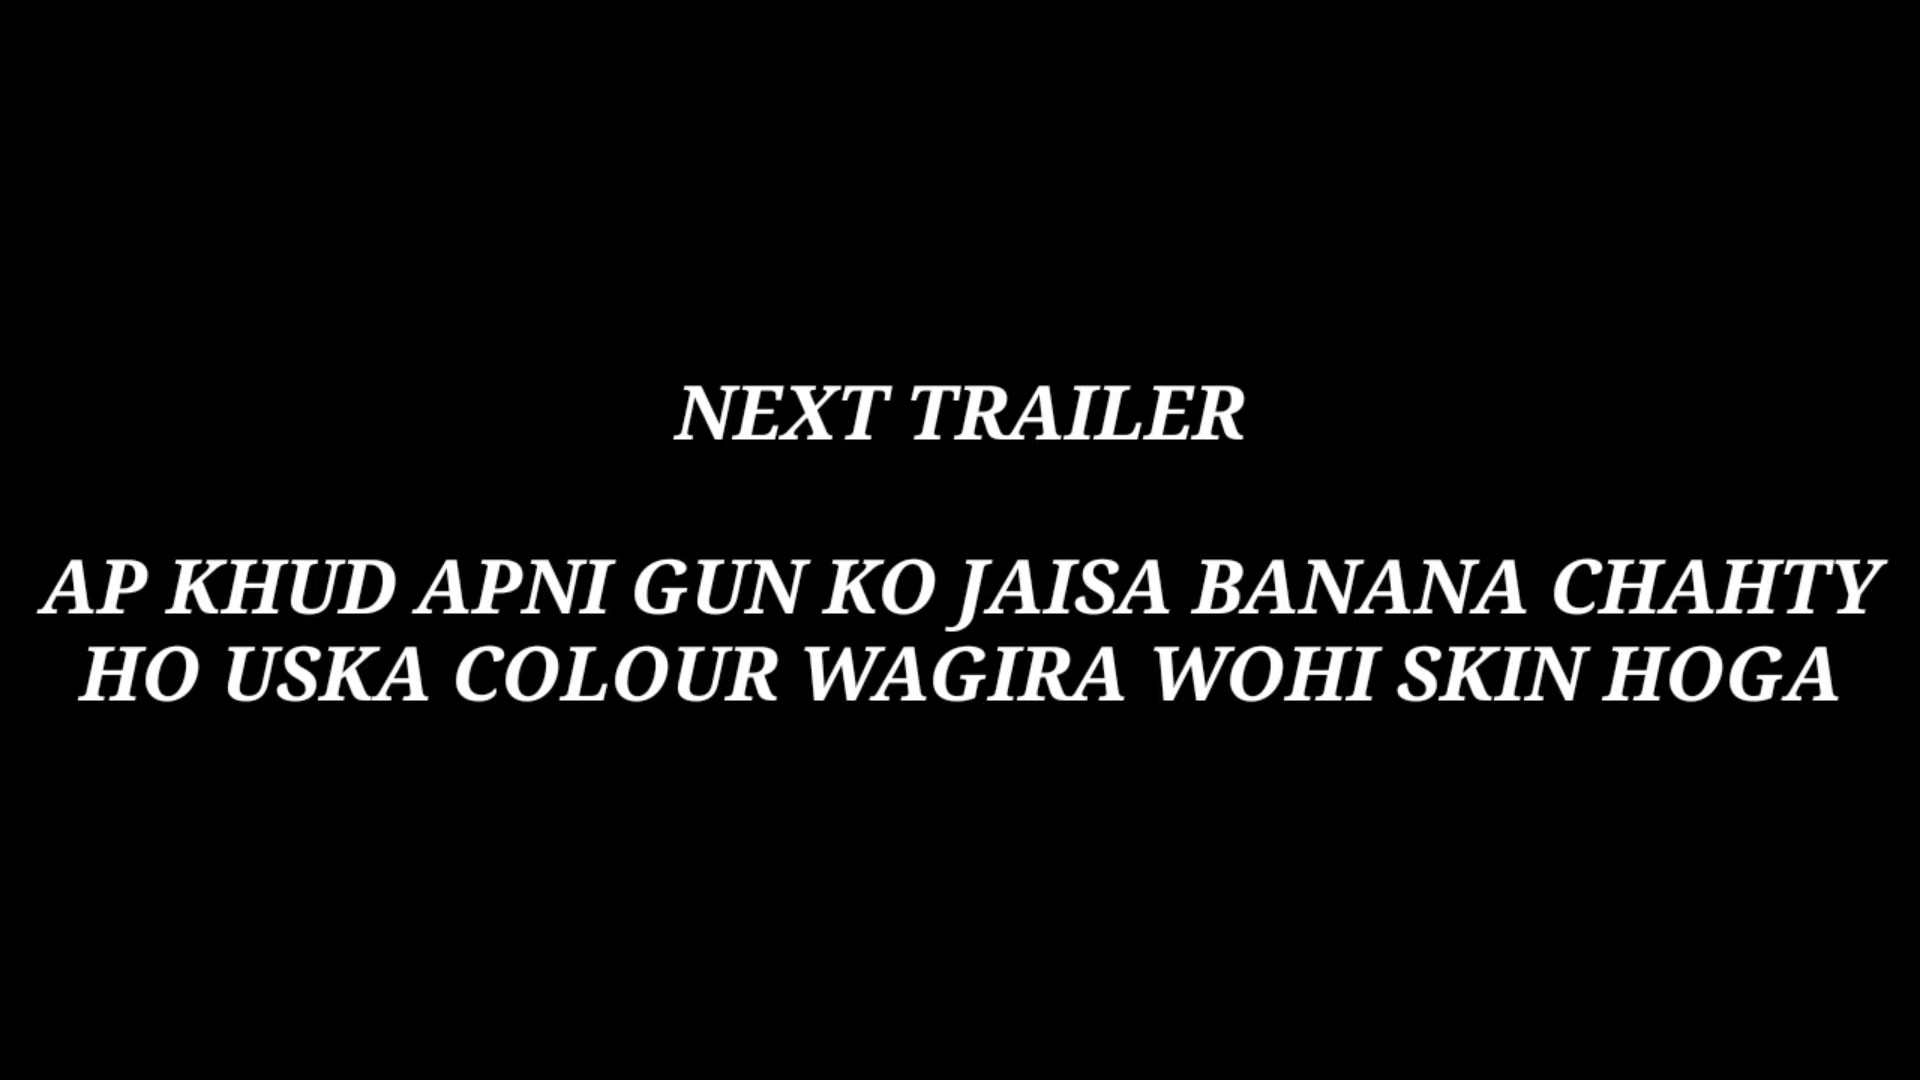 NEXT TRAILER
AP KHUD APNI GUN KO JAISA BANANA CHAHTY
HO USKA COLOUR WAGIRA WOHI SKIN HOGA